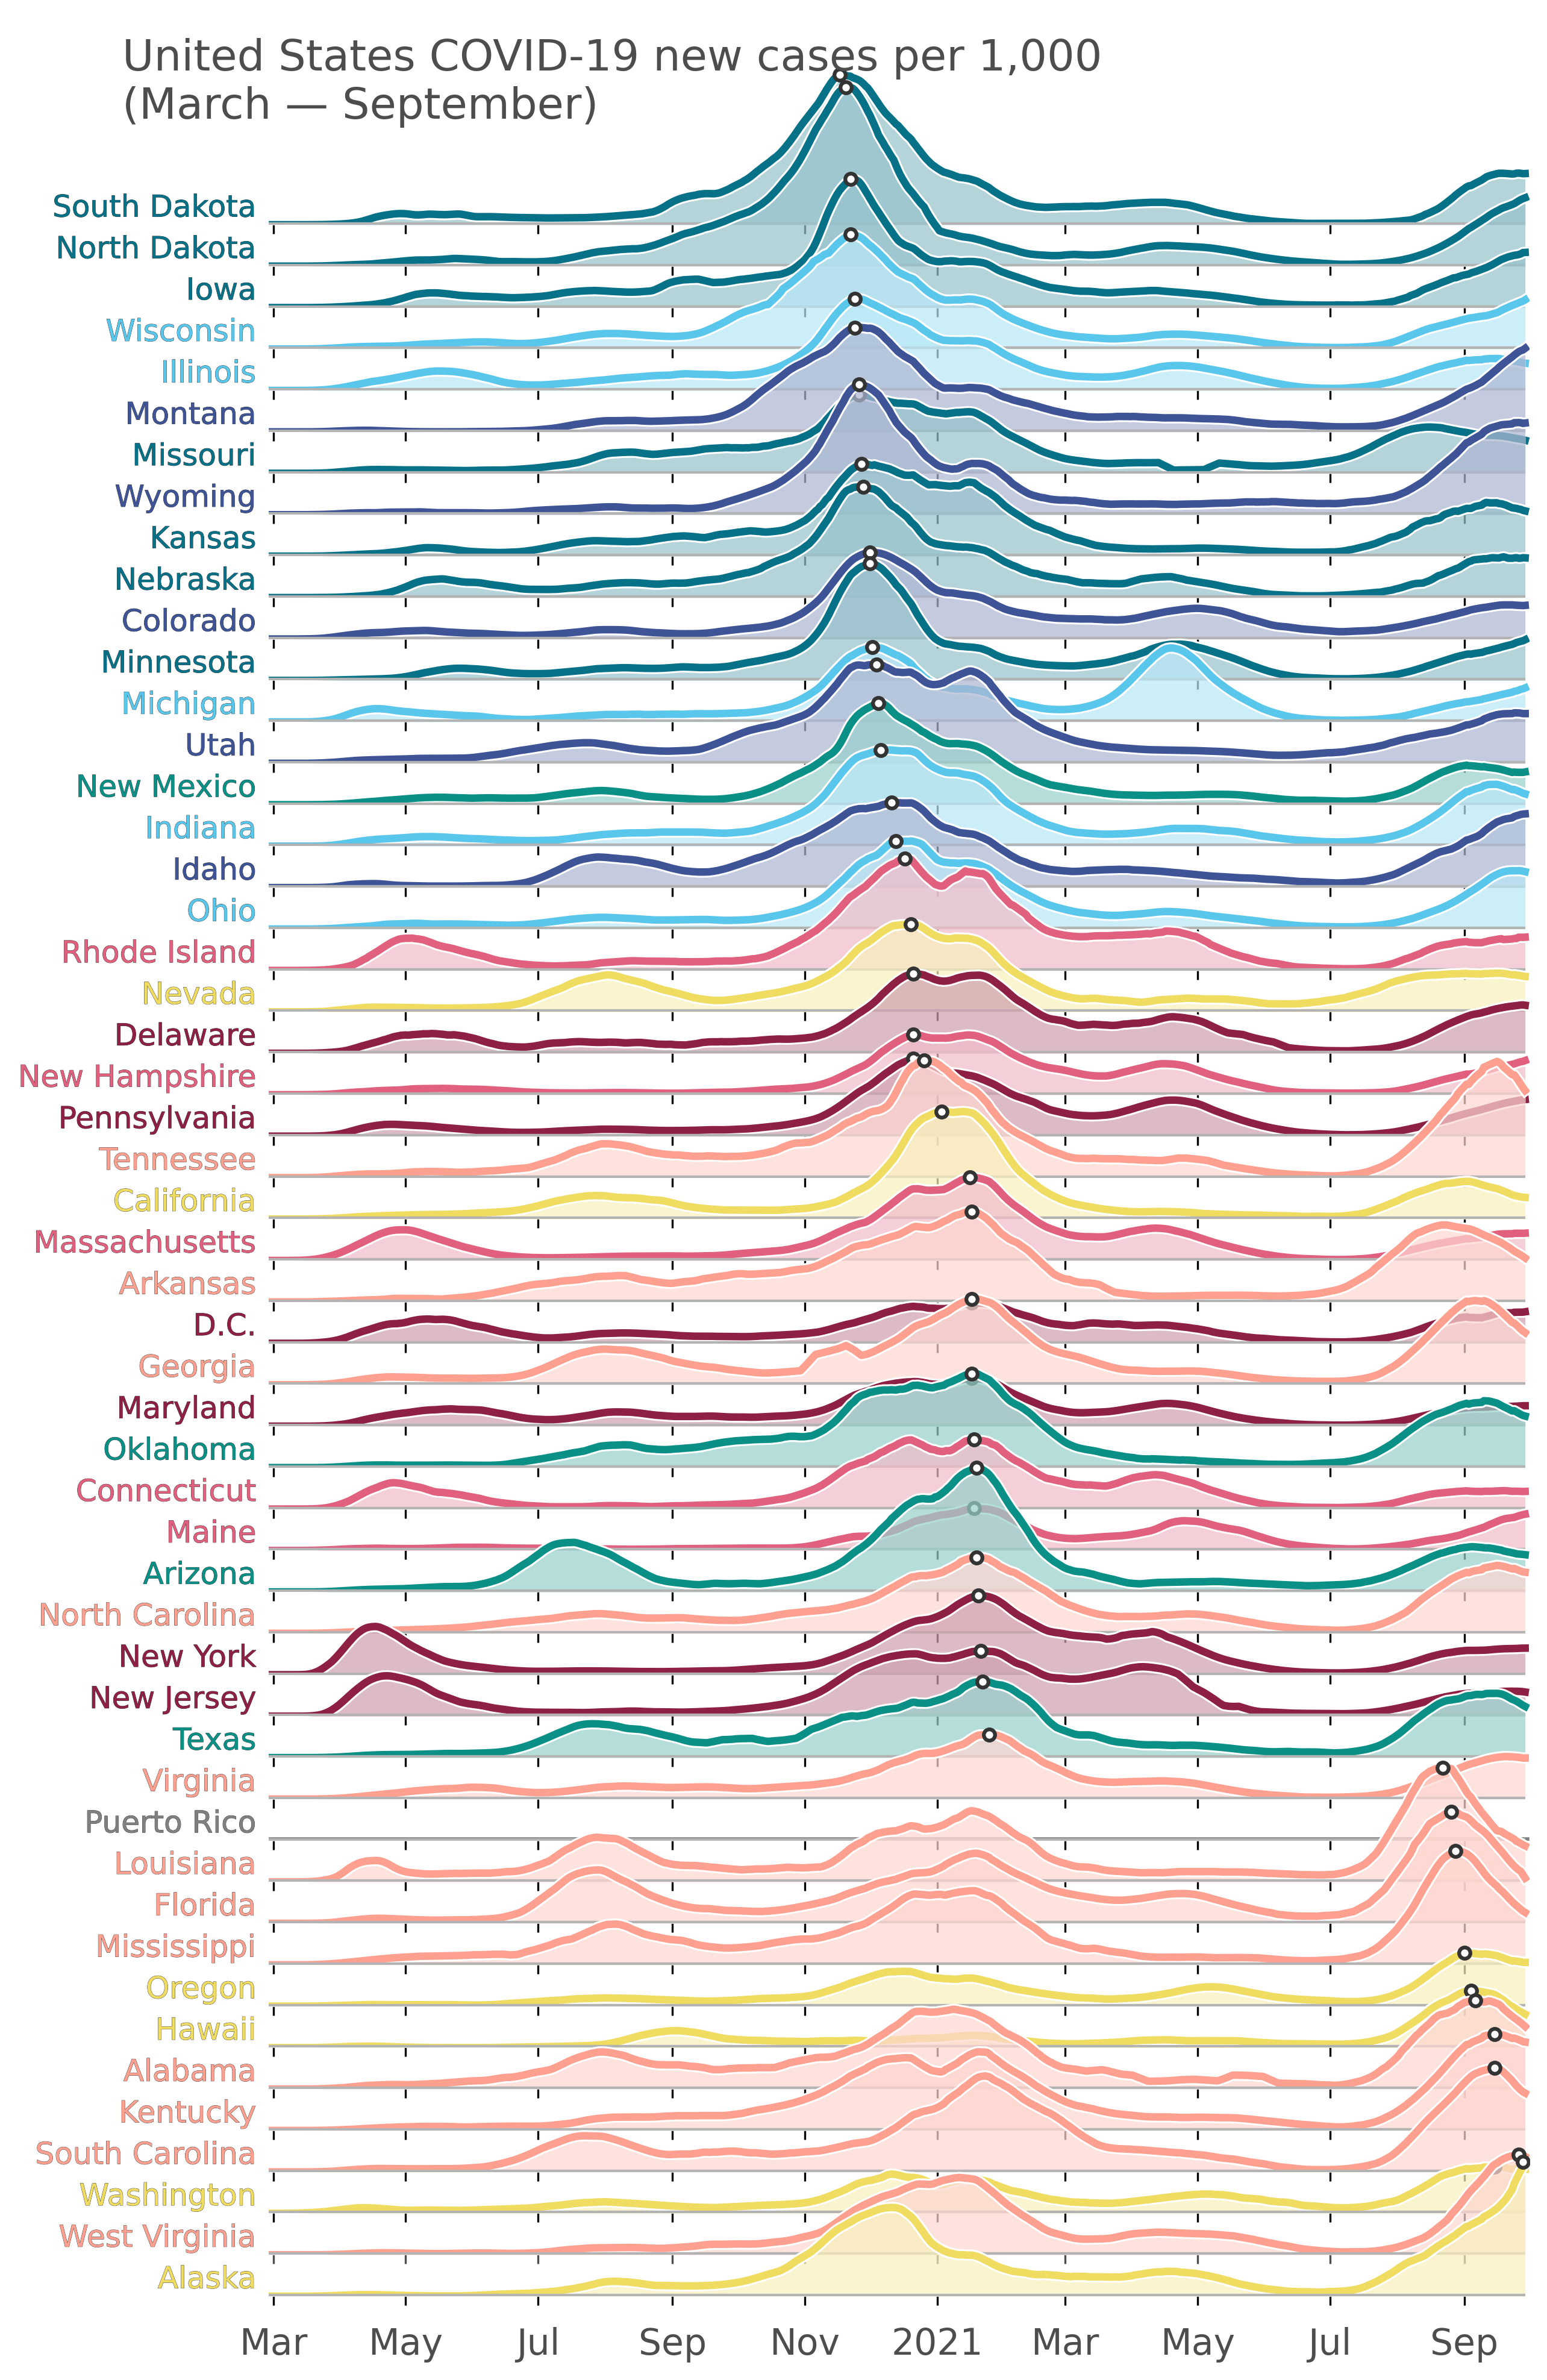 United States COVID-19 new cases per 1,000
(March — September)
South Dakota
North Dakota
Iowa
Wisconsin
Illinois
Montana
Missouri
Wyoming
Kansas
Nebraska
Colorado
Minnesota
Michigan
Utah
New Mexico
Indiana
Idaho
Ohio
Rhode Island
Nevada
Delaware
New Hampshire
Pennsylvania
Tennessee
California
Massachusetts
Arkansas
D.C.
Georgia
Maryland
Oklahoma
Connecticut
Maine
Arizona
North Carolina
New York
New Jersey
Texas
Virginia
Puerto Rico
Louisiana
Florida
Mississippi
Oregon
Hawaii
Alabama
Kentucky
South Carolina
Washington
West Virginia
Alaska
Mar May Jul Sep Nov 2021 Mar May Jul Sep